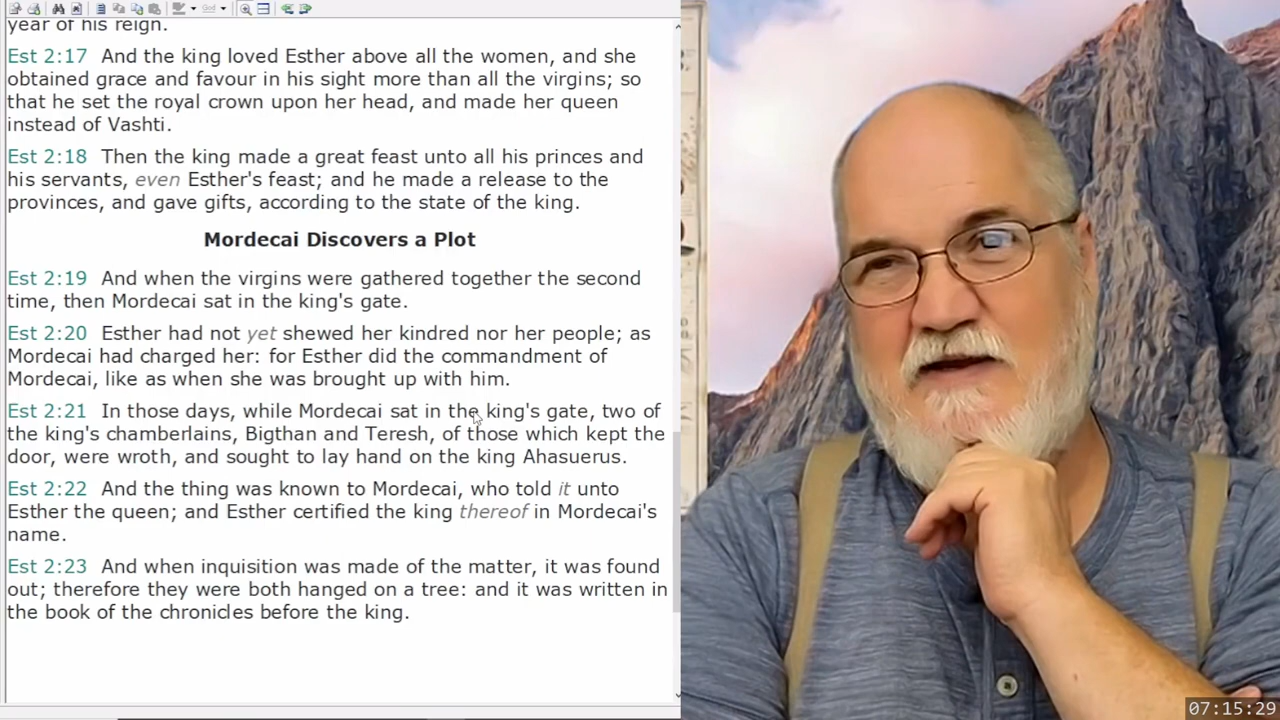 year of his reign.
Est 2:17 And the king loved Esther above all the women, and she
obtained grace and favour in his sight more than all the virgins; so
that he set the royal crown upon her head, and made her queen
instead of Vashti.
Est 2:18 Then the king made a great feast unto all his princes and
his servants, even Esther's feast; and he made a release to the
provinces, and gave gifts, according to the state of the king.
Mordecai Discovers a Plot
Est 2:19 And when the virgins were gathered together the second
time, then Mordecai sat in the king's gate.
Est 2:20 Esther had not yet shewed her kindred nor her people; as
Mordecai had charged her: for Esther did the commandment of
Mordecai, like as when she was brought up with him.
Est 2:21 In those days, while Mordecai sat in the king's gate, two of
the king's chamberlains, Bigthan and Teresh, of those which kept the
door, were wroth, and sought to lay hand on the king Ahasuerus.
Est 2:22 And the thing was known to Mordecai, who told it unto
Esther the queen; and Esther certified the king thereof in Mordecai's
name.
Est 2:23 And when inquisition was made of the matter, it was found
out; therefore they were both hanged on a tree: and it was written in
the book of the chronicles before the king.
07:15:29